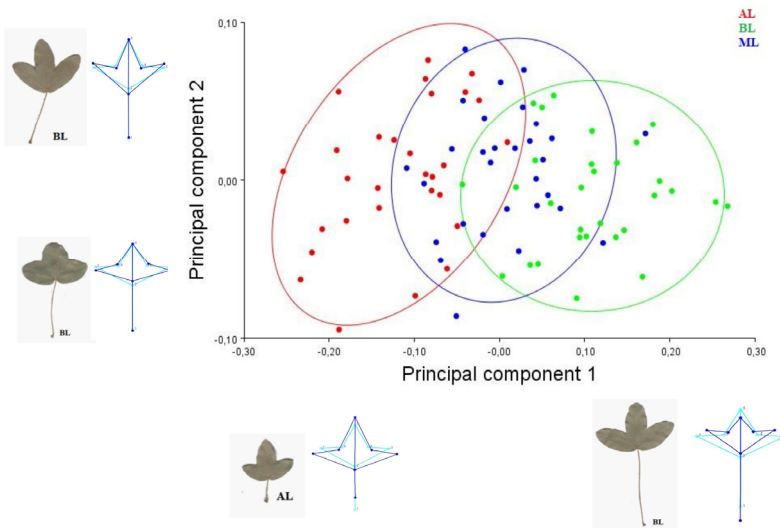 AL
BL
ML
0,10
0,00
-0,10
Principal component 2
-0,30
-0,20
-0,10
-0,00
0,10
0,20
0,30
Principal component 1
BL
BL
AL
BL